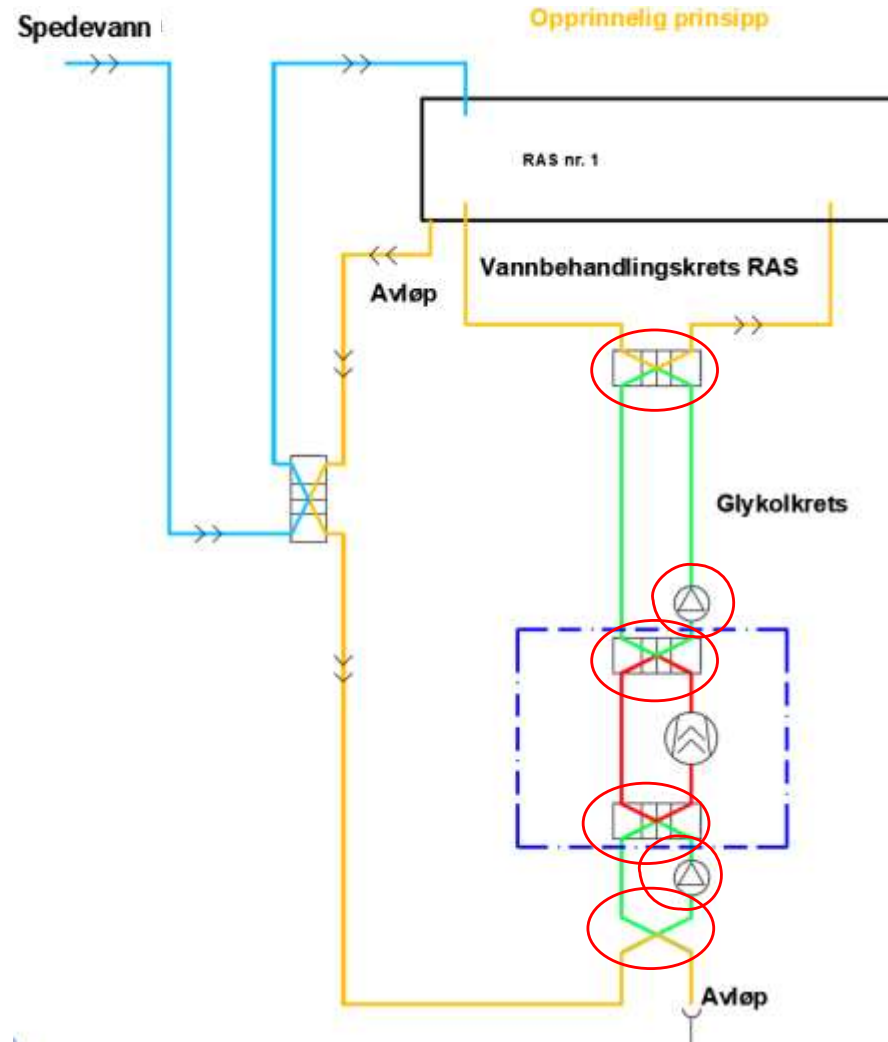 Opprinnelig prinsipp
Spedevann
RAS nr. 1
Vannbehandlingskrets RAS
Avløp
Glykolkrets
Avløp